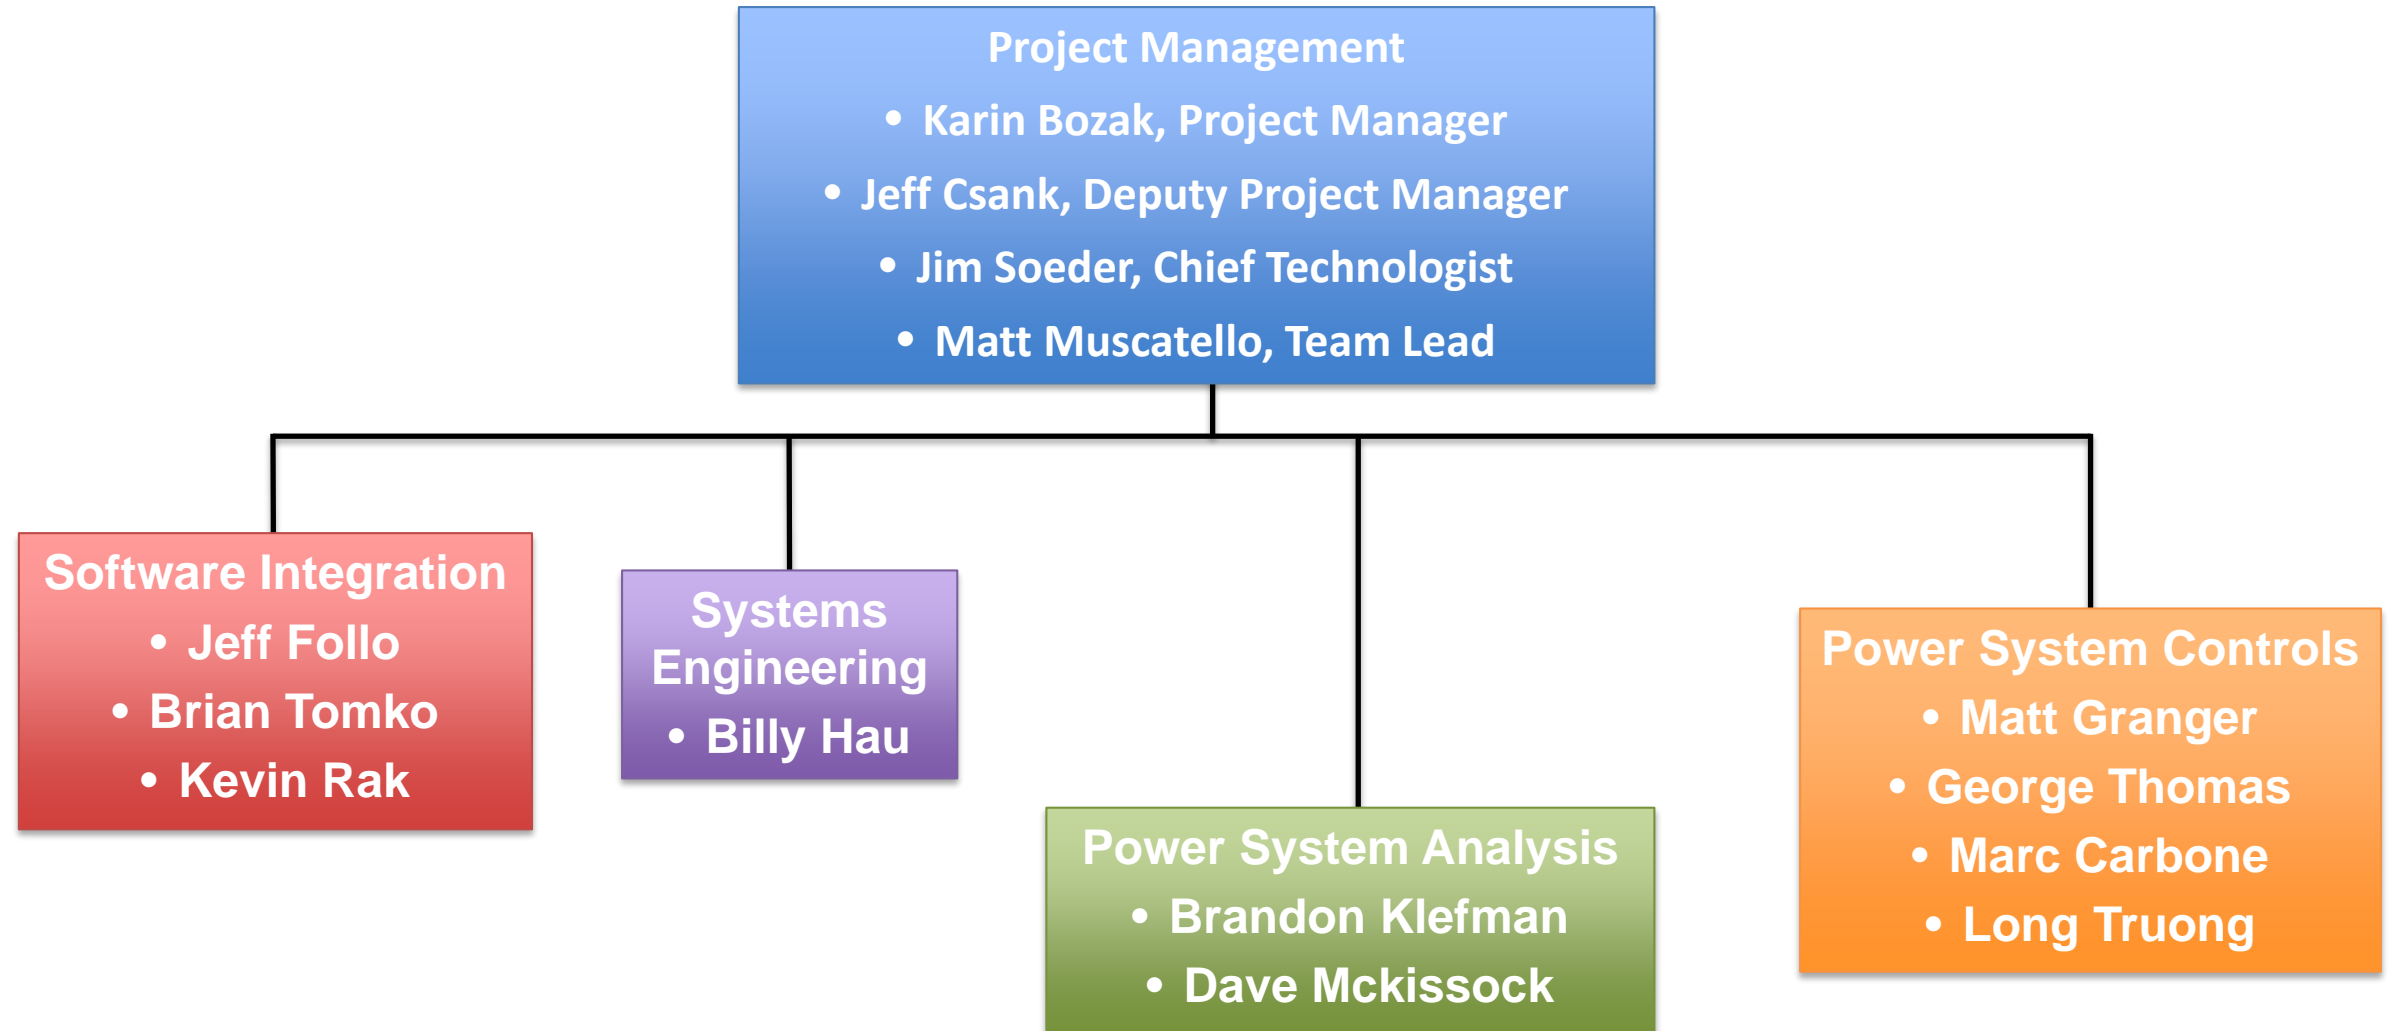 Project Management
• Karin Bozak, Project Manager
• Jeff Csank, Deputy Project Manager
• Jim Soeder, Chief Technologist
• Matt Muscatello, Team Lead
Software Integration
• Jeff Follo
• Brian Tomko
• Kevin Rak
Systems
Engineering
• Billy Hau
Power System Analysis
• Brandon Klefman
• Dave Mckissock
Power System Controls
• Matt Granger
• George Thomas
• Marc Carbone
• Long Truong